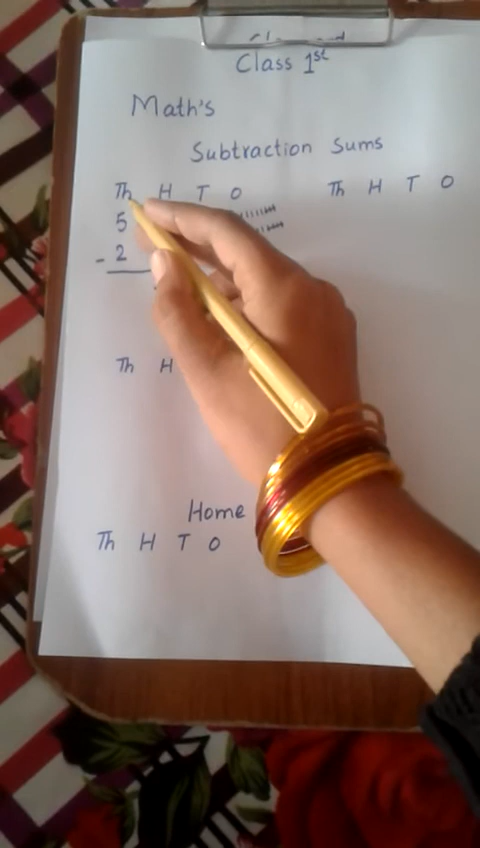 Class 1st
Math's
Subtraction Sums
Th H T O Th H T O
5
- 2
Th H
Home
Th H T O